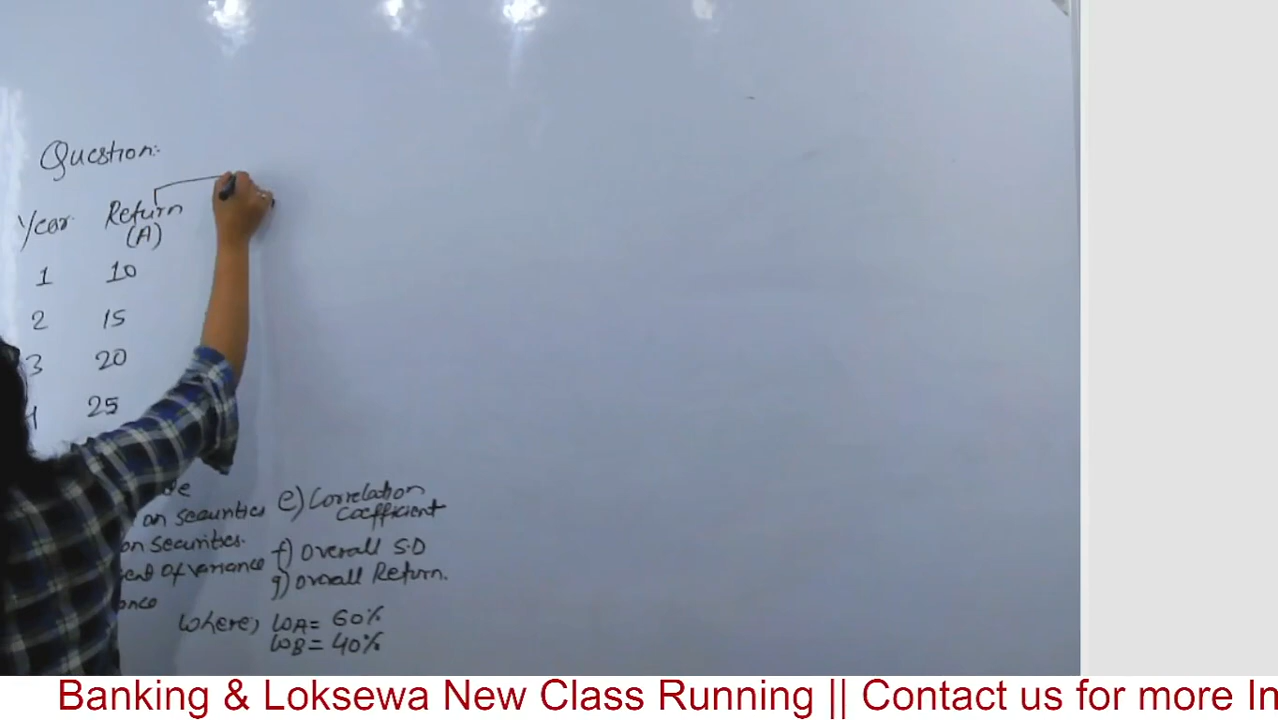 Question:-
Year Return
(A)
1 10
2 15
3 20
4 25
on securities
on securities.
of variance
e) Correlation
coefficient
f) Overall S.D
g) Overall Return.
where, WA= 60%
WB= 40%
Banking & Loksewa New Class Running || Contact us for more In